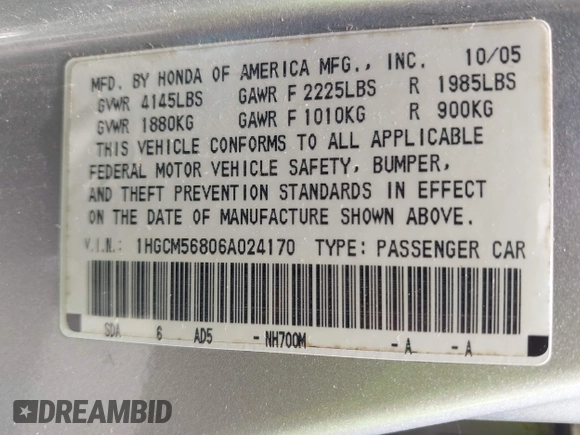 MFD. BY HONDA OF AMERICA MFG., INC. 10/05
GVWR 4145LBS GAWR F 2225LBS R 1985LBS
GVWR 1880KG GAWR F 1010KG R 900KG
THIS VEHICLE CONFORMS TO ALL APPLICABLE
FEDERAL MOTOR VEHICLE SAFETY, BUMPER,
AND THEFT PREVENTION STANDARDS IN EFFECT
ON THE DATE OF MANUFACTURE SHOWN ABOVE.
V.I.N.: 1HGCM56806A024170 TYPE: PASSENGER CAR
SDA 6 AD5 - NH700M - A - A
DREAMBID